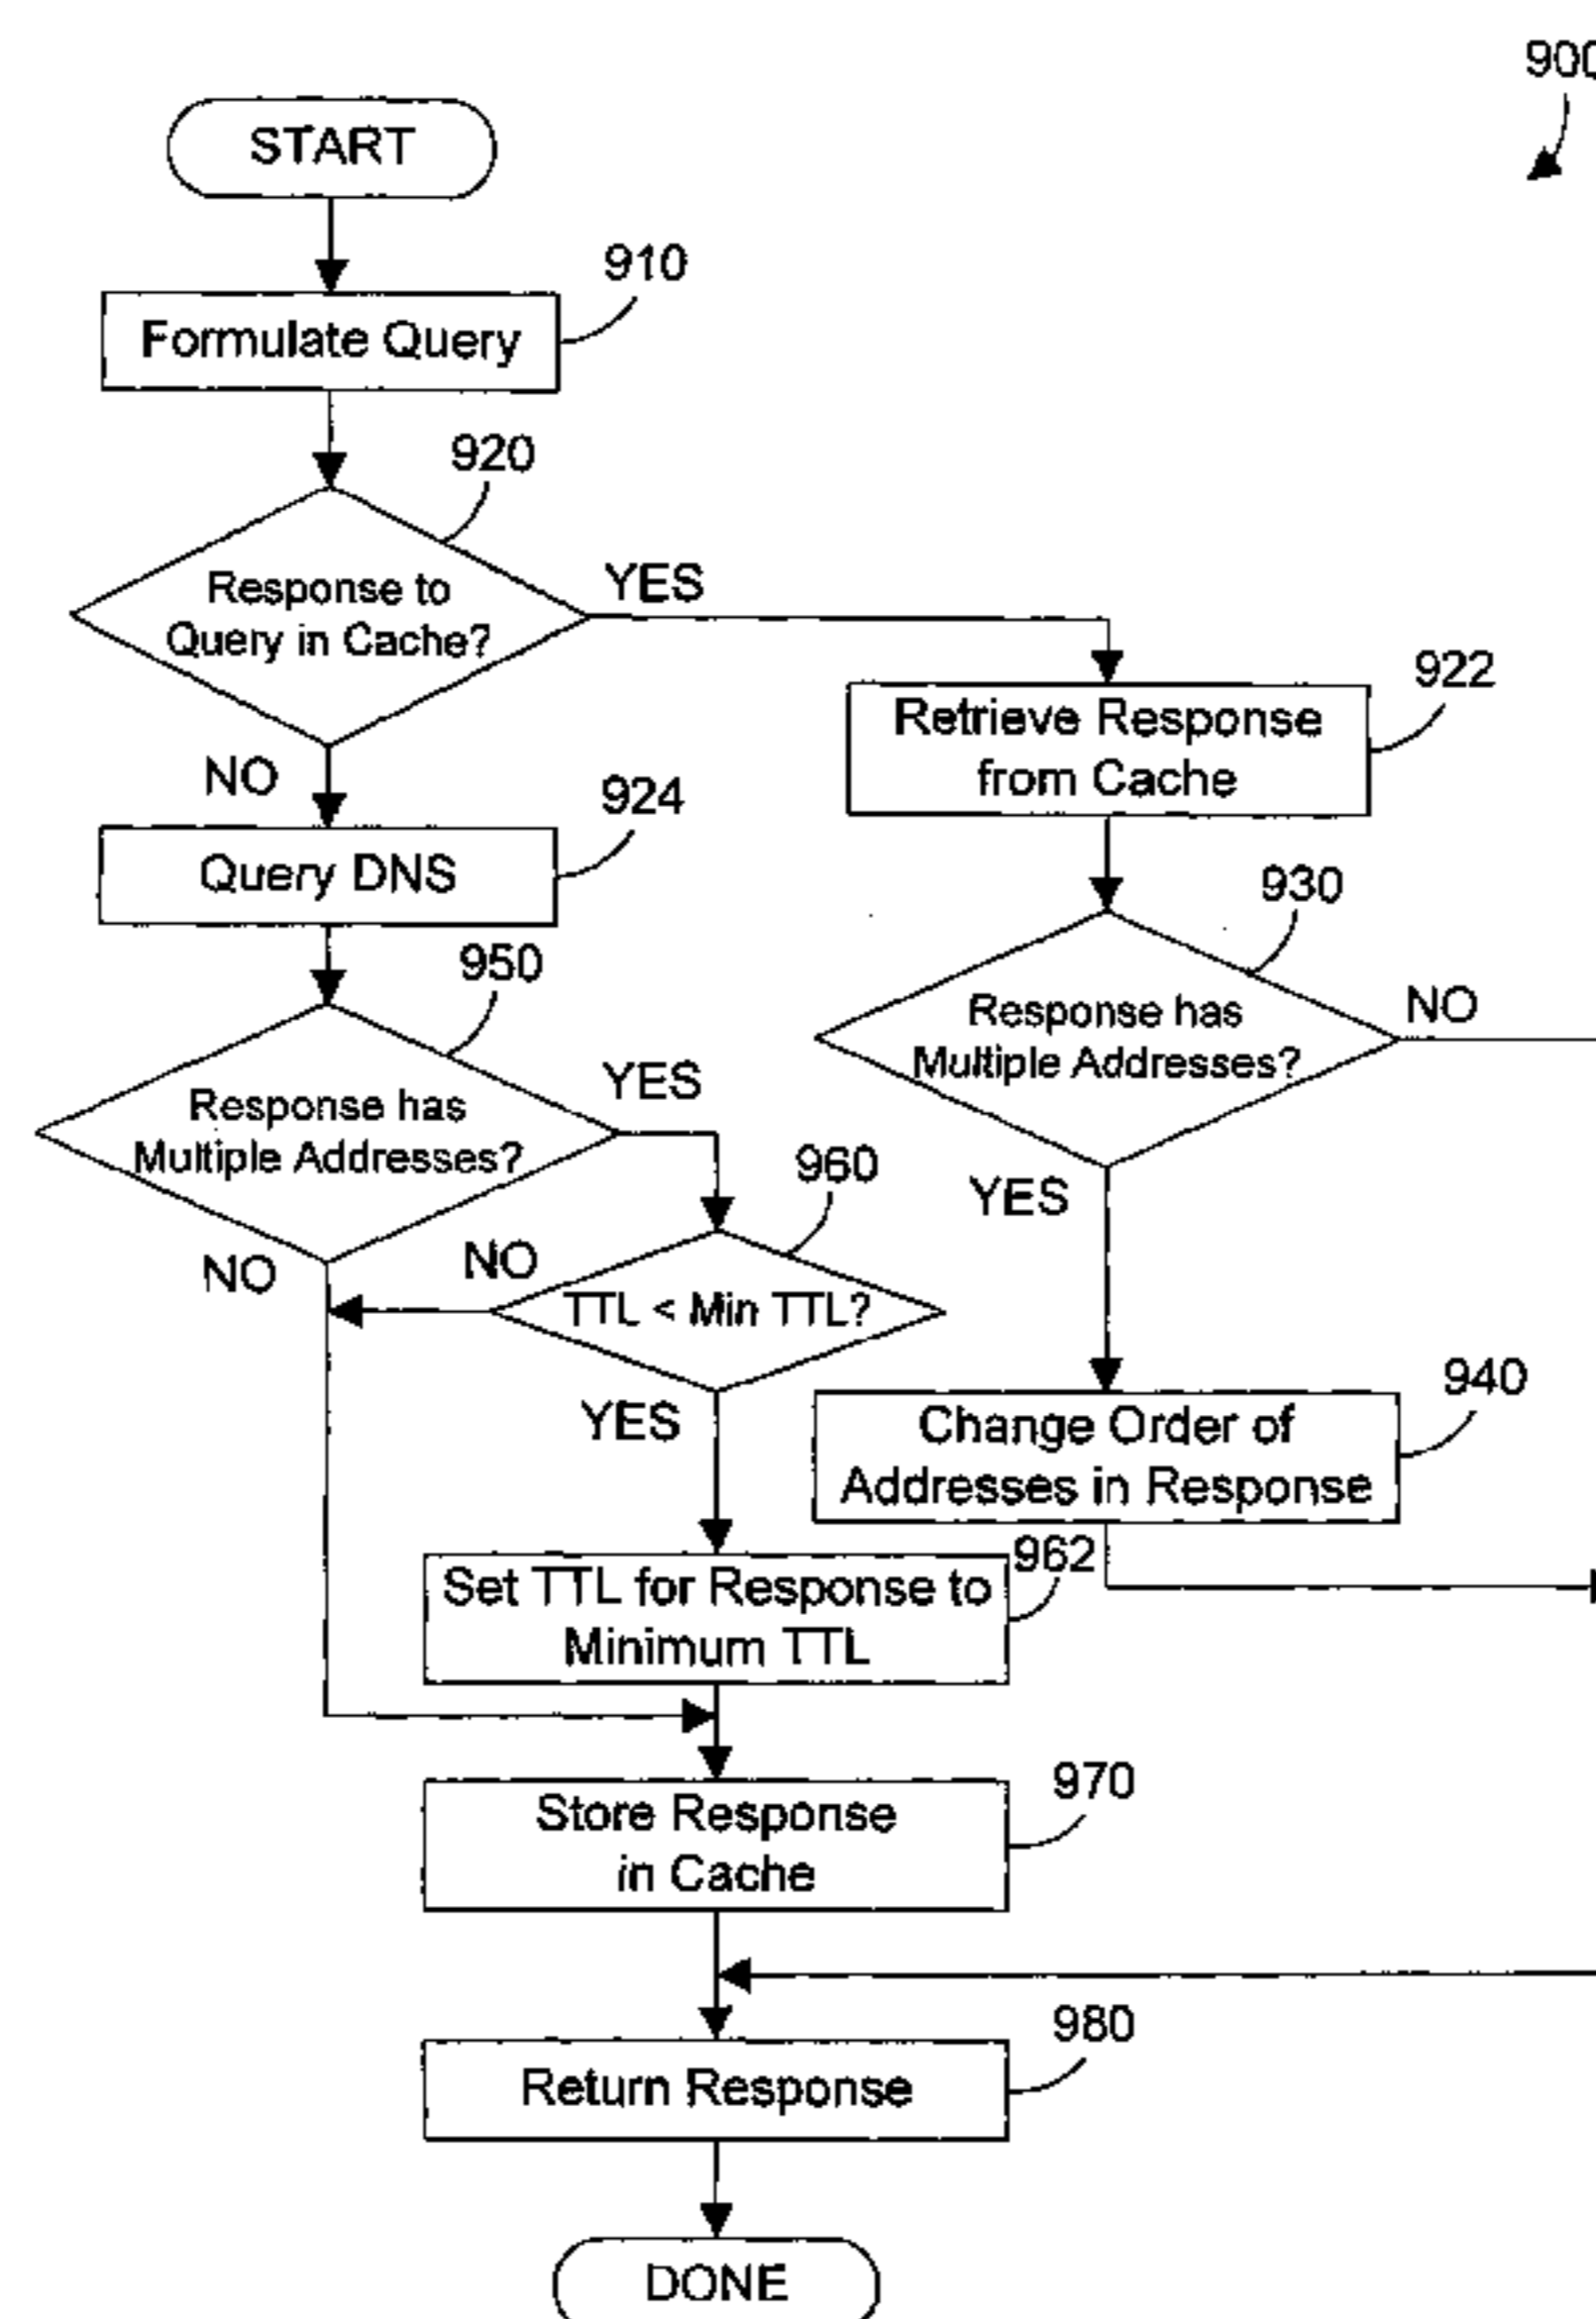 900
START
910
Formulate Query
920
Response to
Query in Cache?
YES
922
Retrieve Response
from Cache
NO
924
Query DNS
930
Response has
Multiple Addresses?
NO
950
Response has
Multiple Addresses?
YES
960
YES
NO
NO
TTL < Min TTL?
YES
940
Change Order of
Addresses in Response
962
Set TTL for Response to
Minimum TTL
970
Store Response
in Cache
980
Return Response
DONE